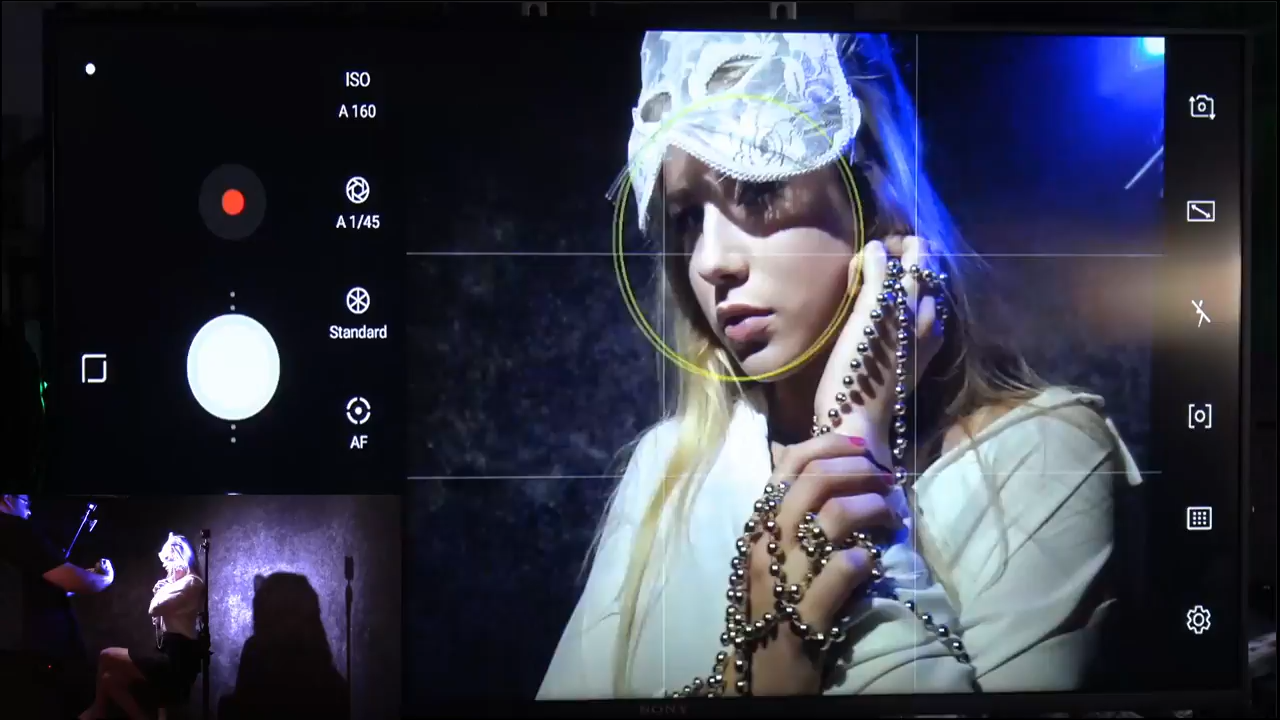 ISO
A 160
A 1/45
Standard
AF
SONY